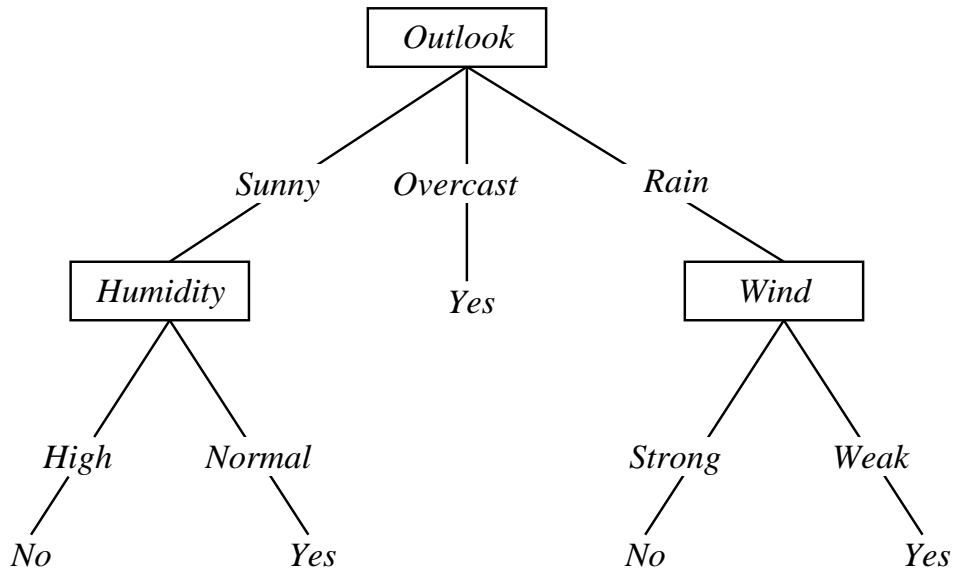 Outlook
Sunny Overcast Rain
Humidity Yes Wind
High Normal Strong Weak
No Yes No Yes